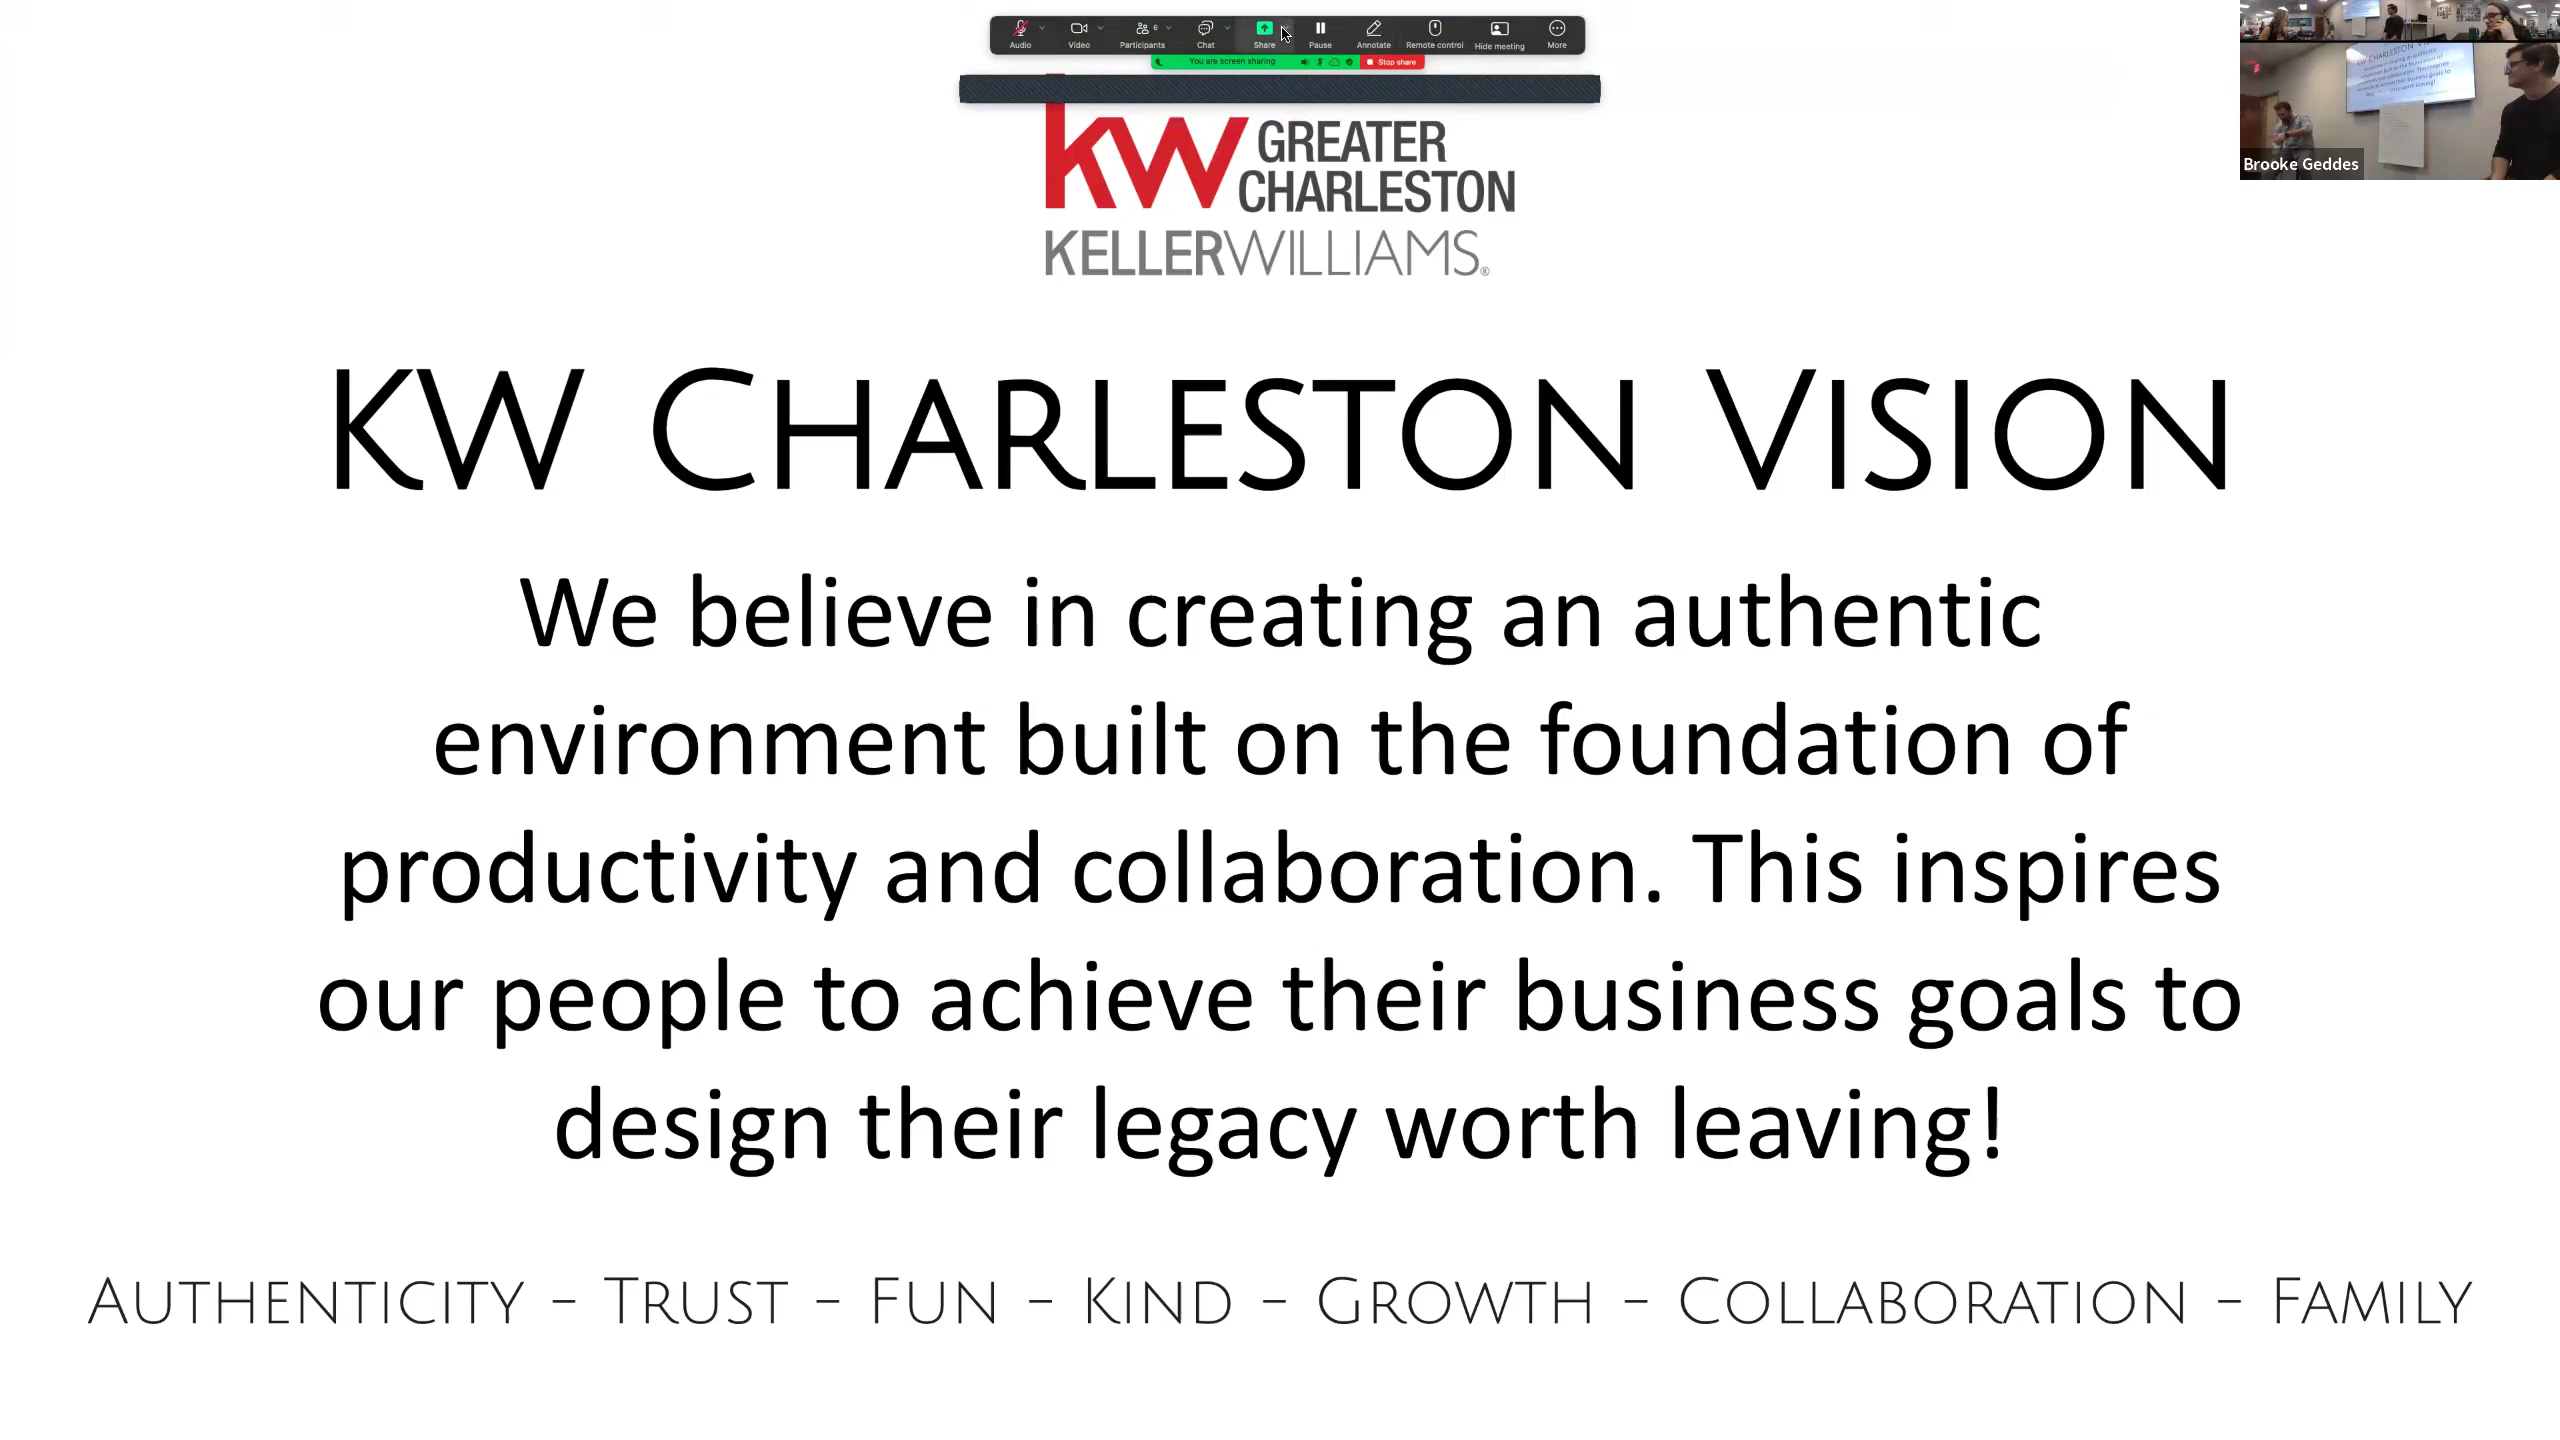 Audio
Video
Participants
6
Chat
Share
Pause
Annotate
Remote control
Hide meeting
More
You are screen sharing
Stop share
Brooke Geddes
kw GREATER
CHARLESTON
KELLERWILLIAMS®
KW CHARLESTON VISION
We believe in creating an authentic
environment built on the foundation of
productivity and collaboration. This inspires
our people to achieve their business goals to
design their legacy worth leaving!
AUTHENTICITY - TRUST - FUN - KIND - GROWTH - COLLABORATION - FAMILY